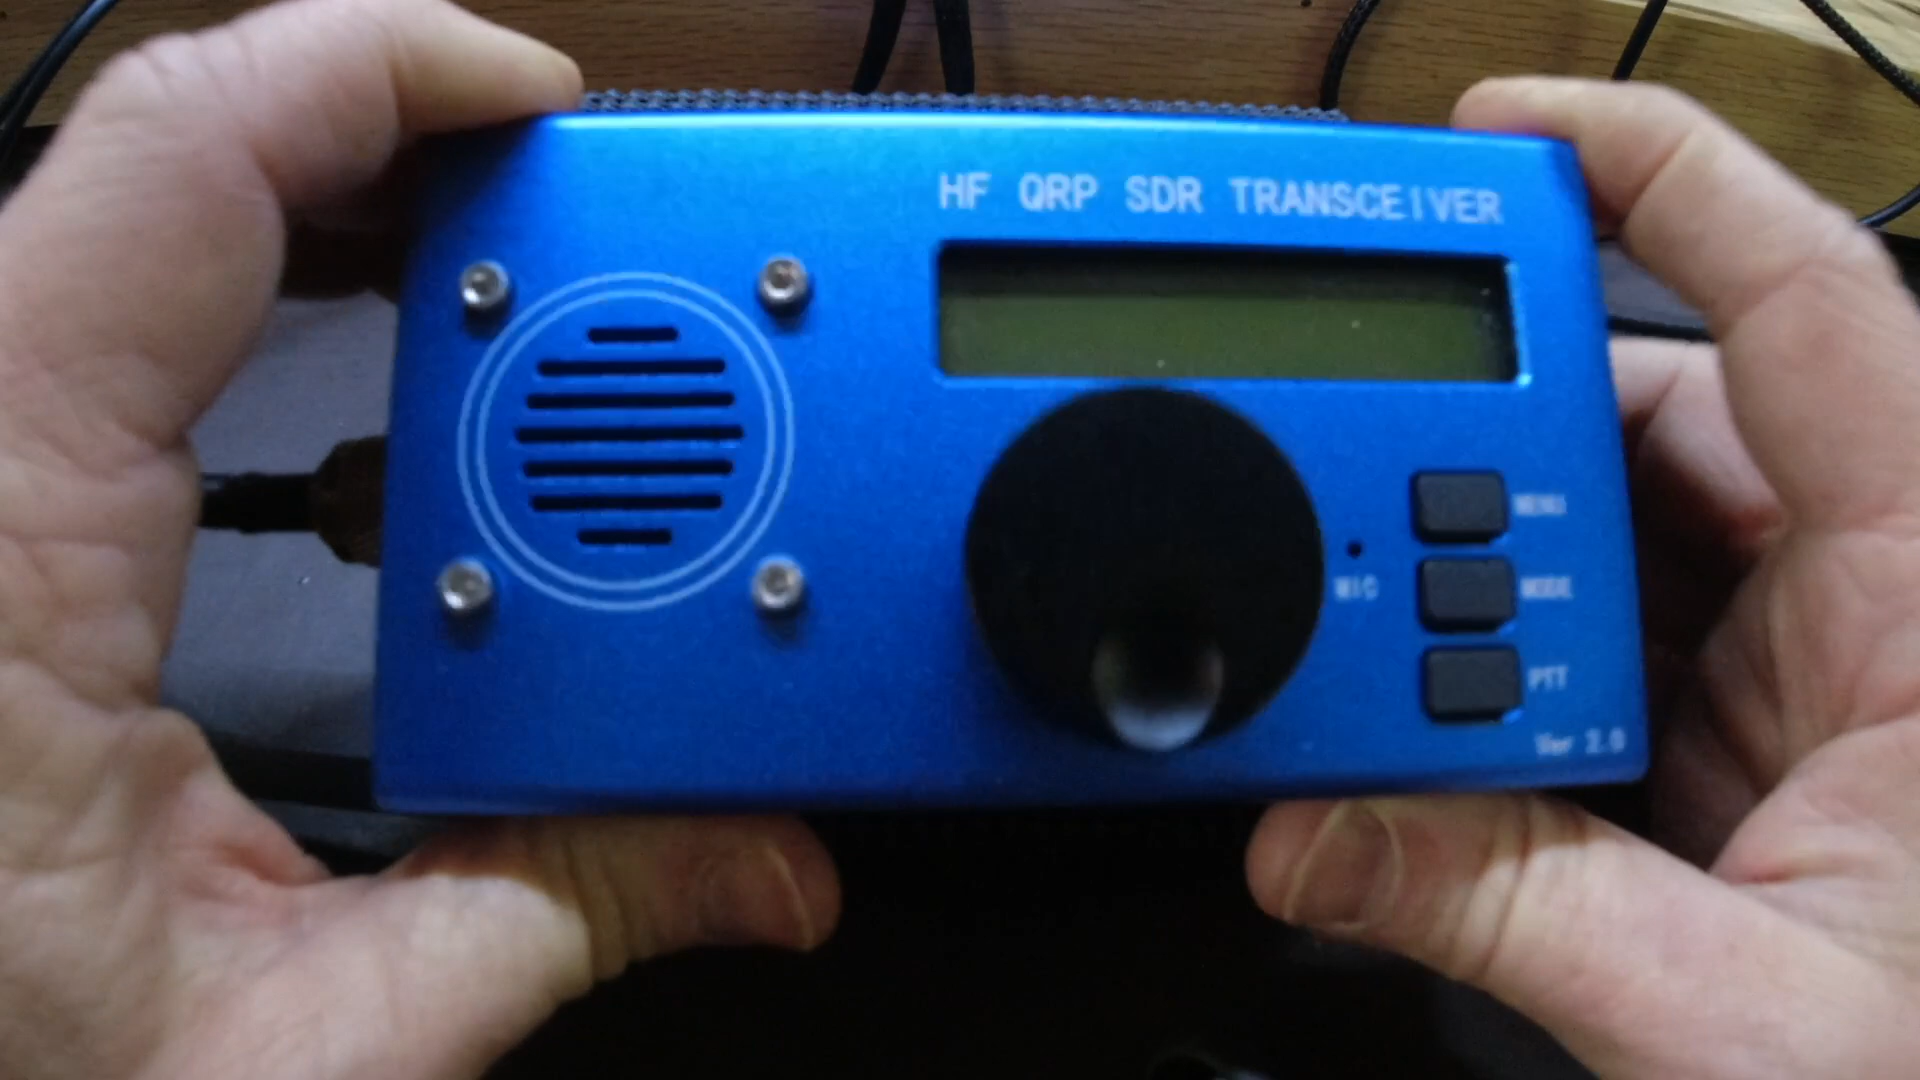 HF QRP SDR TRANSCEIVER
MENU
MIC
MODE
PTT
Ver 2.0